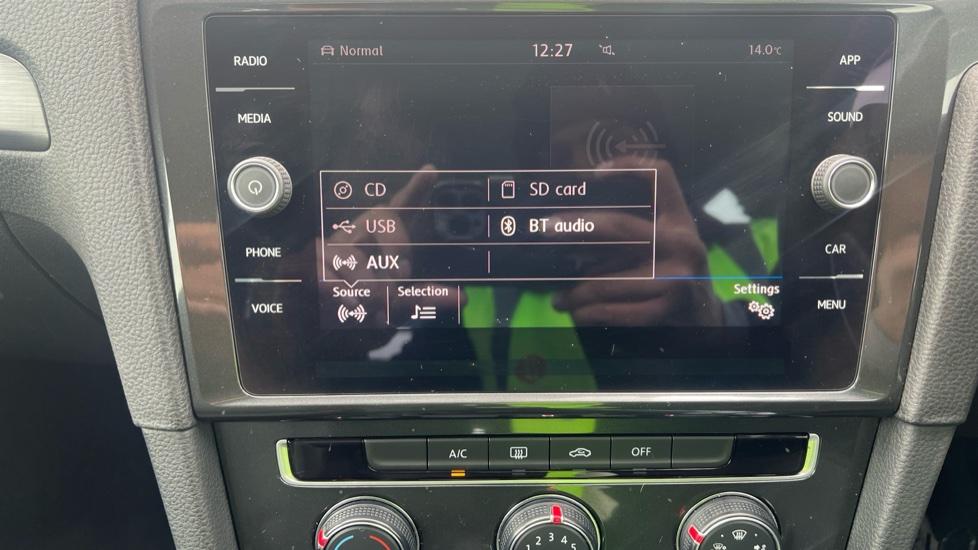 Normal 12:27 14.0°C
RADIO
MEDIA
PHONE
VOICE
CD SD card
USB BT audio
AUX
Source Selection Settings
APP
SOUND
CAR
MENU
A/C OFF
1 2 3 4 5